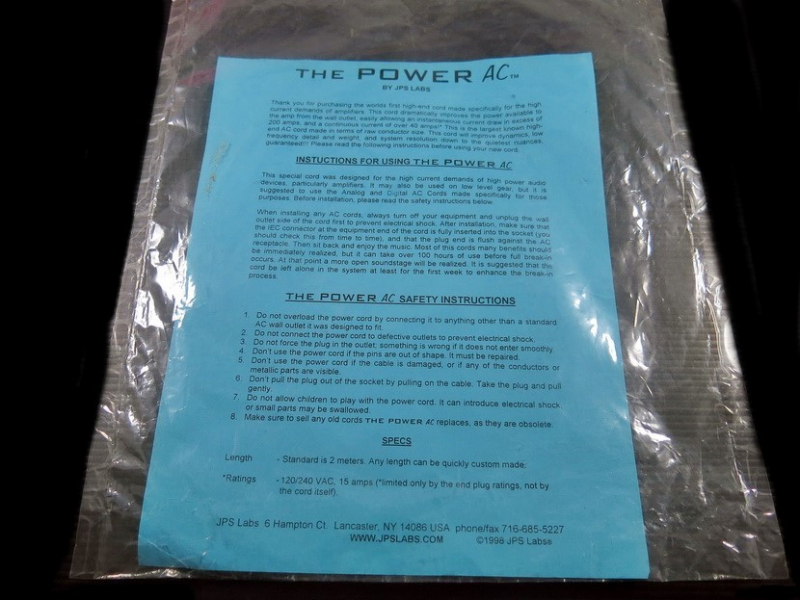 THE POWER AC™
BY JPS LABS
Thank you for purchasing the worlds first high-end cord made specifically for the high
current demands of amplifiers. This cord dramatically improves the power available to
the amp from the wall outlet, easily allowing an instantaneous current draw in excess of
200 amps, and a continuous current of over 40 amps!* This is the largest known high-
end AC cord made in terms of raw conductor size. This cord will improve dynamics, low
frequency detail and weight, and system resolution down to the quietest nuances,
guaranteed!!! Please read the following instructions before using your new cord.
INSTUCTIONS FOR USING THE POWER AC
This special cord was designed for the high current demands of high power audio
devices, particularly amplifiers. It may also be used on low level gear, but it is
suggested to use the Analog and Digital AC Cords made specifically for those
purposes. Before installation, please read the safety instructions below.
When installing any AC cords, always turn off your equipment and unplug the wall
outlet side of the cord first to prevent electrical shock. After installation, make sure that
the IEC connector at the equipment end of the cord is fully inserted into the socket (you
should check this from time to time), and that the plug end is flush against the AC
receptacle. Then sit back and enjoy the music. Most of this cords many benefits should
be immediately realized, but it can take over 100 hours of use before full break-in
occurs. At that point a more open soundstage will be realized. It is suggested that the
cord be left alone in the system at least for the first week to enhance the break-in
process.
THE POWER AC SAFETY INSTRUCTIONS
1. Do not overload the power cord by connecting it to anything other than a standard
AC wall outlet it was designed to fit.
2. Do not connect the power cord to defective outlets to prevent electrical shock.
3. Do not force the plug in the outlet; something is wrong if it does not enter smoothly.
4. Don't use the power cord if the pins are out of shape. It must be repaired.
5. Don't use the power cord if the cable is damaged, or if any of the conductors or
metallic parts are visible.
6. Don't pull the plug out of the socket by pulling on the cable. Take the plug and pull
gently.
7. Do not allow children to play with the power cord. It can introduce electrical shock
or small parts may be swallowed.
8. Make sure to sell any old cords THE POWER AC replaces, as they are obsolete.
SPECS
Length - Standard is 2 meters. Any length can be quickly custom made.
*Ratings - 120/240 VAC, 15 amps (*limited only by the end plug ratings, not by
the cord itself).
JPS Labs 6 Hampton Ct. Lancaster, NY 14086 USA phone/fax 716-685-5227
WWW.JPSLABS.COM ©1998 JPS Labss